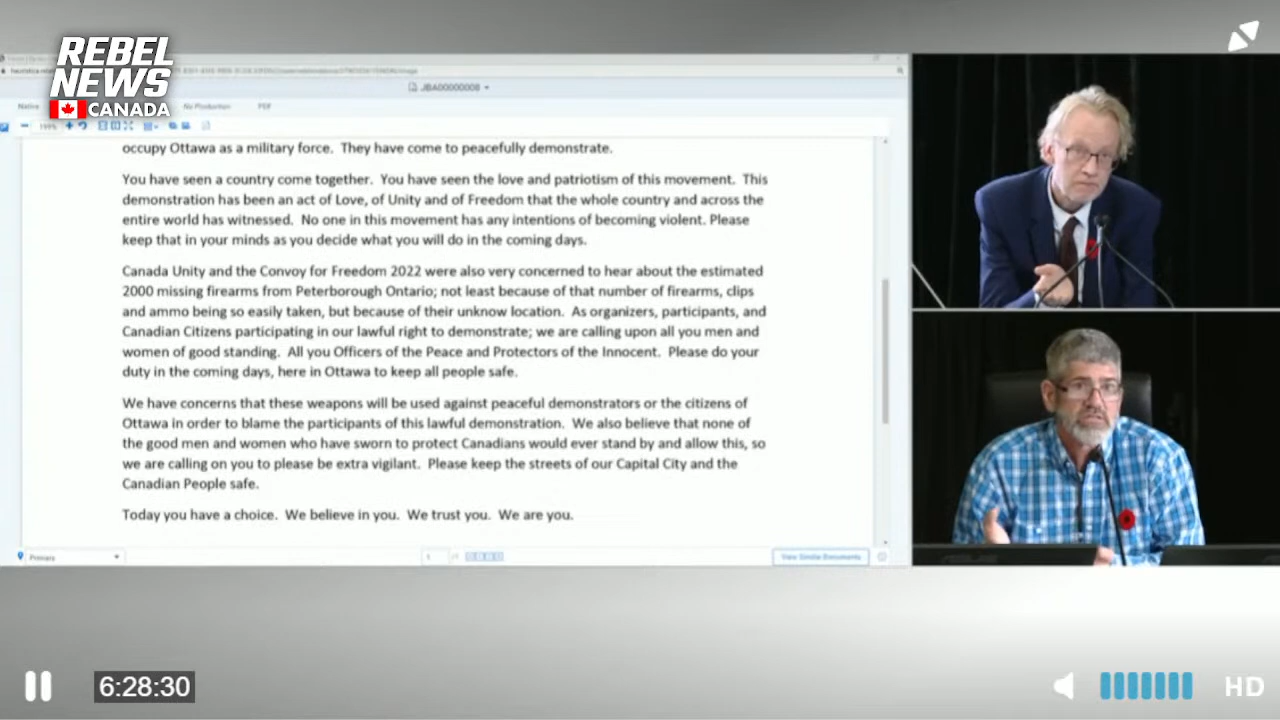 REBEL
NEWS
CANADA
JBA00000008
Native
No Production
PDF
199%
occupy Ottawa as a military force. They have come to peacefully demonstrate.
You have seen a country come together. You have seen the love and patriotism of this movement. This
demonstration has been an act of Love, of Unity and of Freedom that the whole country and across the
entire world has witnessed. No one in this movement has any intentions of becoming violent. Please
keep that in your minds as you decide what you will do in the coming days.
Canada Unity and the Convoy for Freedom 2022 were also very concerned to hear about the estimated
2000 missing firearms from Peterborough Ontario; not least because of that number of firearms, clips
and ammo being so easily taken, but because of their unknow location. As organizers, participants, and
Canadian Citizens participating in our lawful right to demonstrate; we are calling upon all you men and
women of good standing. All you Officers of the Peace and Protectors of the Innocent. Please do your
duty in the coming days, here in Ottawa to keep all people safe.
We have concerns that these weapons will be used against peaceful demonstrators or the citizens of
Ottawa in order to blame the participants of this lawful demonstration. We also believe that none of
the good men and women who have sworn to protect Canadians would ever stand by and allow this, so
we are calling on you to please be extra vigilant. Please keep the streets of our Capital City and the
Canadian People safe.
Today you have a choice. We believe in you. We trust you. We are you.
Primary
View Similar Documents
6:28:30
HD